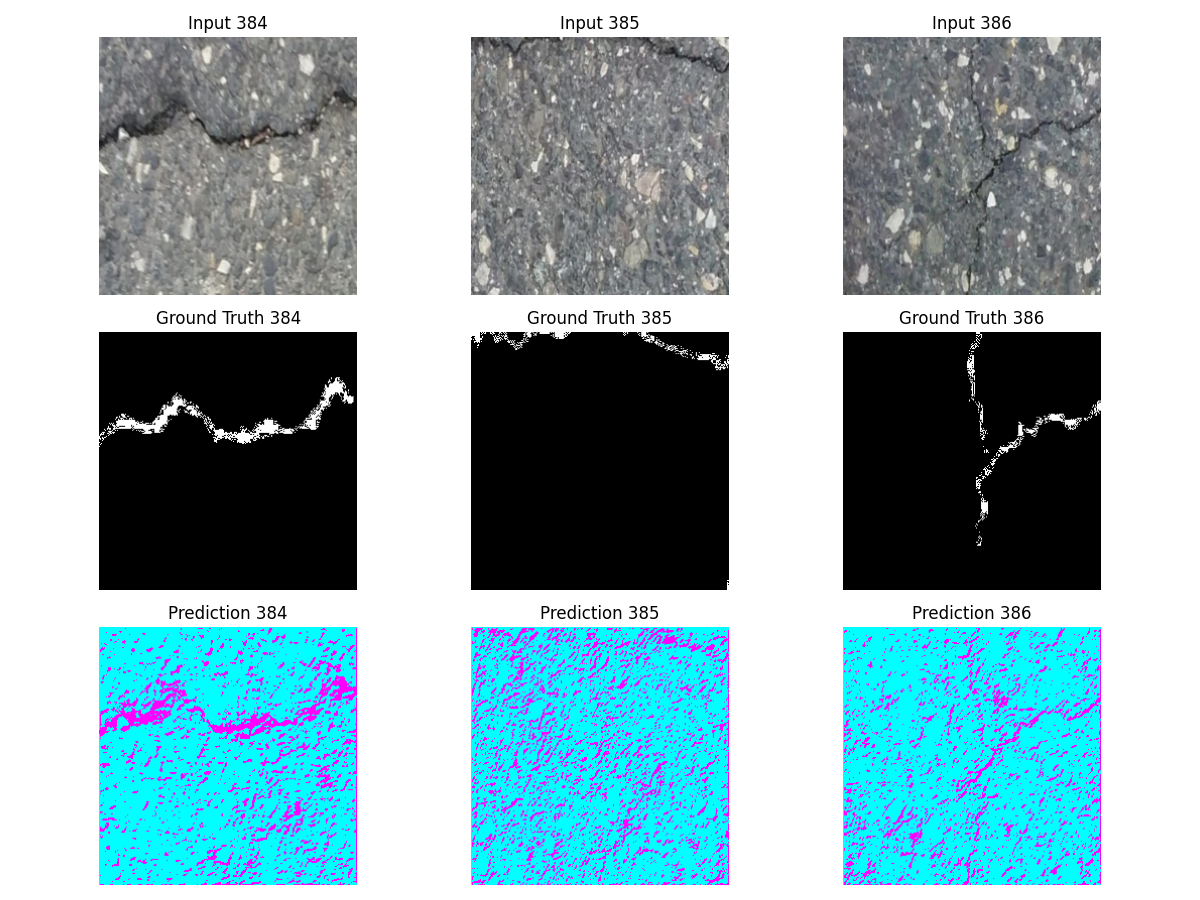 Input 384
Input 385
Input 386
Ground Truth 384
Ground Truth 385
Ground Truth 386
Prediction 384
Prediction 385
Prediction 386